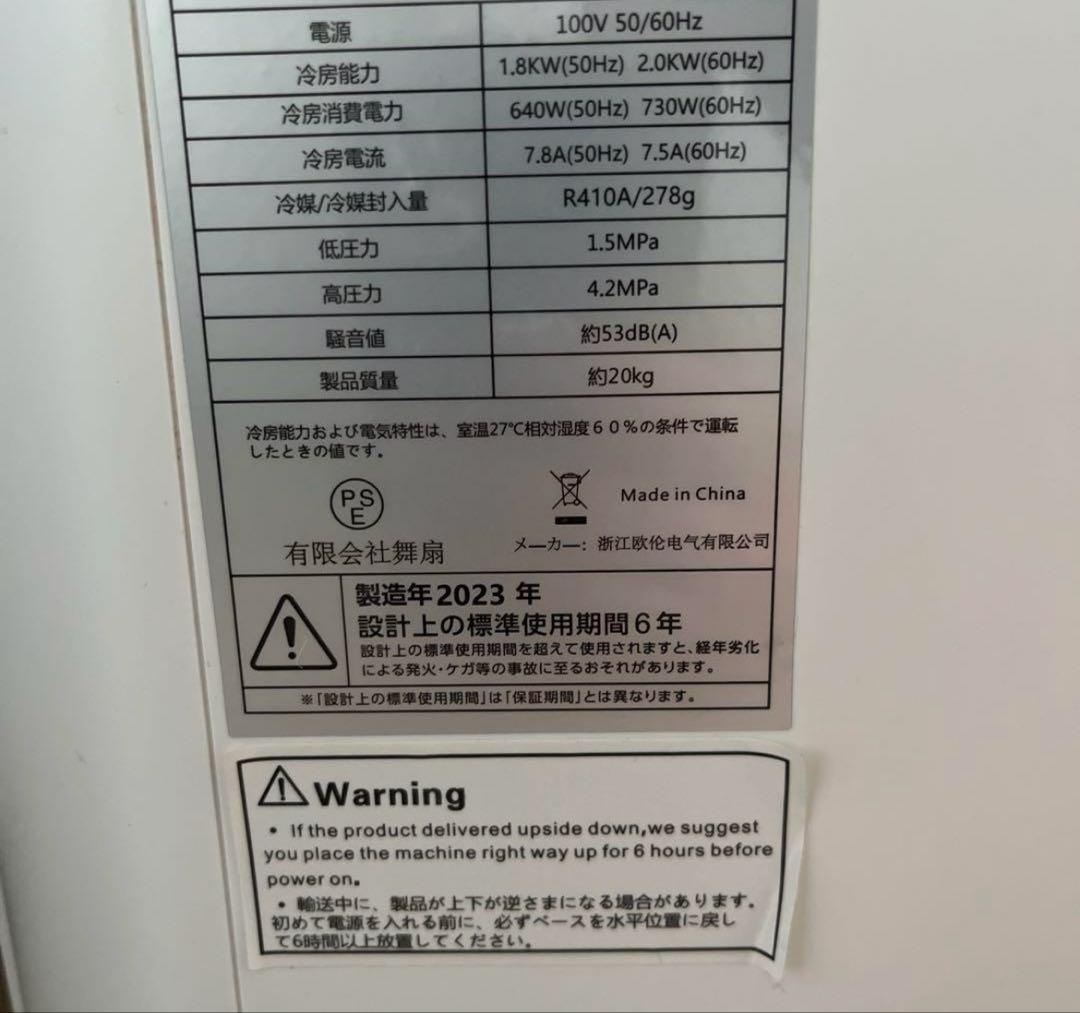 電源 100V 50/60Hz
冷房能力 1.8KW(50Hz) 2.0KW(60Hz)
冷房消費電力 640W(50Hz) 730W(60Hz)
冷房電流 7.8A(50Hz) 7.5A(60Hz)
冷媒/冷媒封入量 R410A/278g
低圧力 1.5MPa
高圧力 4.2MPa
騒音値 約53dB(A)
製品質量 約20kg
冷房能力および電気特性は、室温27℃相対湿度６０％の条件で運転
したときの値です。
PS
E
Made in China
有限会社舞扇
メーカー: 浙江欧伦电气有限公司
製造年2023 年
設計上の標準使用期間６年
設計上の標準使用期間を超えて使用されますと、経年劣化
による発火・ケガ等の事故に至るおそれがあります。
※「設計上の標準使用期間」は「保証期間」とは異なります。
Warning
• If the product delivered upside down,we suggest
you place the machine right way up for 6 hours before
power on.
• 輸送中に、製品が上下が逆さまになる場合があります。
初めて電源を入れる前に、必ずベースを水平位置に戻し
て6時間以上放置してください。